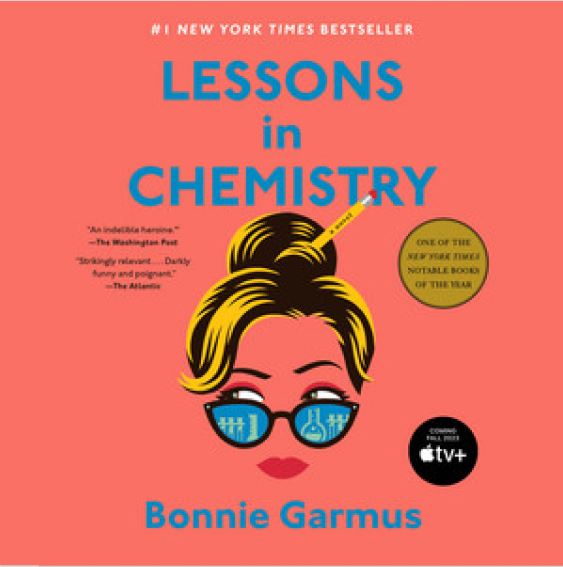 #1 NEW YORK TIMES BESTSELLER
LESSONS
in
CHEMISTRY
A NOVEL
"An indelible heroine."
—The Washington Post
"Strikingly relevant . . . Darkly
funny and poignant."
—The Atlantic
ONE OF THE
NEW YORK TIMES
NOTABLE BOOKS
OF THE YEAR
COMING
FALL 2023
tv+
Bonnie Garmus